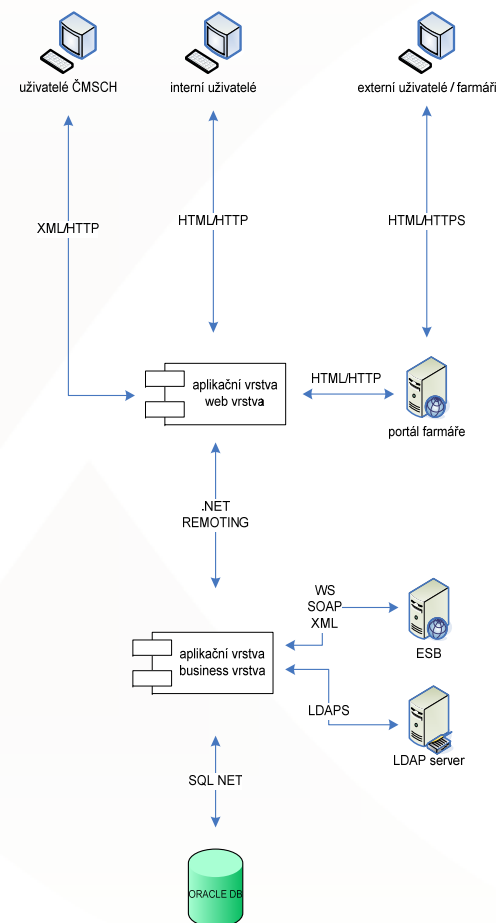 uživatelé ČMSCH
interní uživatelé
externí uživatelé / farmáři
XML/HTTP
HTML/HTTP
HTML/HTTPS
aplikační vrstva
web vrstva
HTML/HTTP
portál farmáře
.NET
REMOTING
WS
SOAP
XML
ESB
aplikační vrstva
business vrstva
LDAPS
LDAP server
SQL NET
ORACLE DB